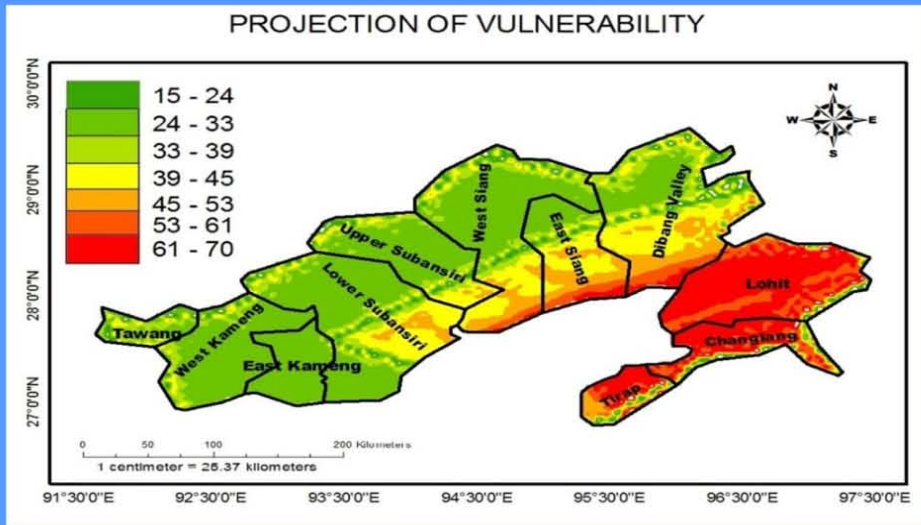 PROJECTION OF VULNERABILITY
15 - 24
24 - 33
33 - 39
39 - 45
45 - 53
53 - 61
61 - 70
N
W
E
S
30°0'0"N
29°0'0"N
28°0'0"N
27°0'0"N
West Siang
Dibang Valley
East Siang
Upper Subansiri
Lower Subansiri
Lohit
Changlang
Tirap
Tawang
West Kameng
East Kameng
0 50 100 200 Kilometers
1 centimeter = 25.37 kilometers
91°30'0"E 92°30'0"E 93°30'0"E 94°30'0"E 95°30'0"E 96°30'0"E 97°30'0"E